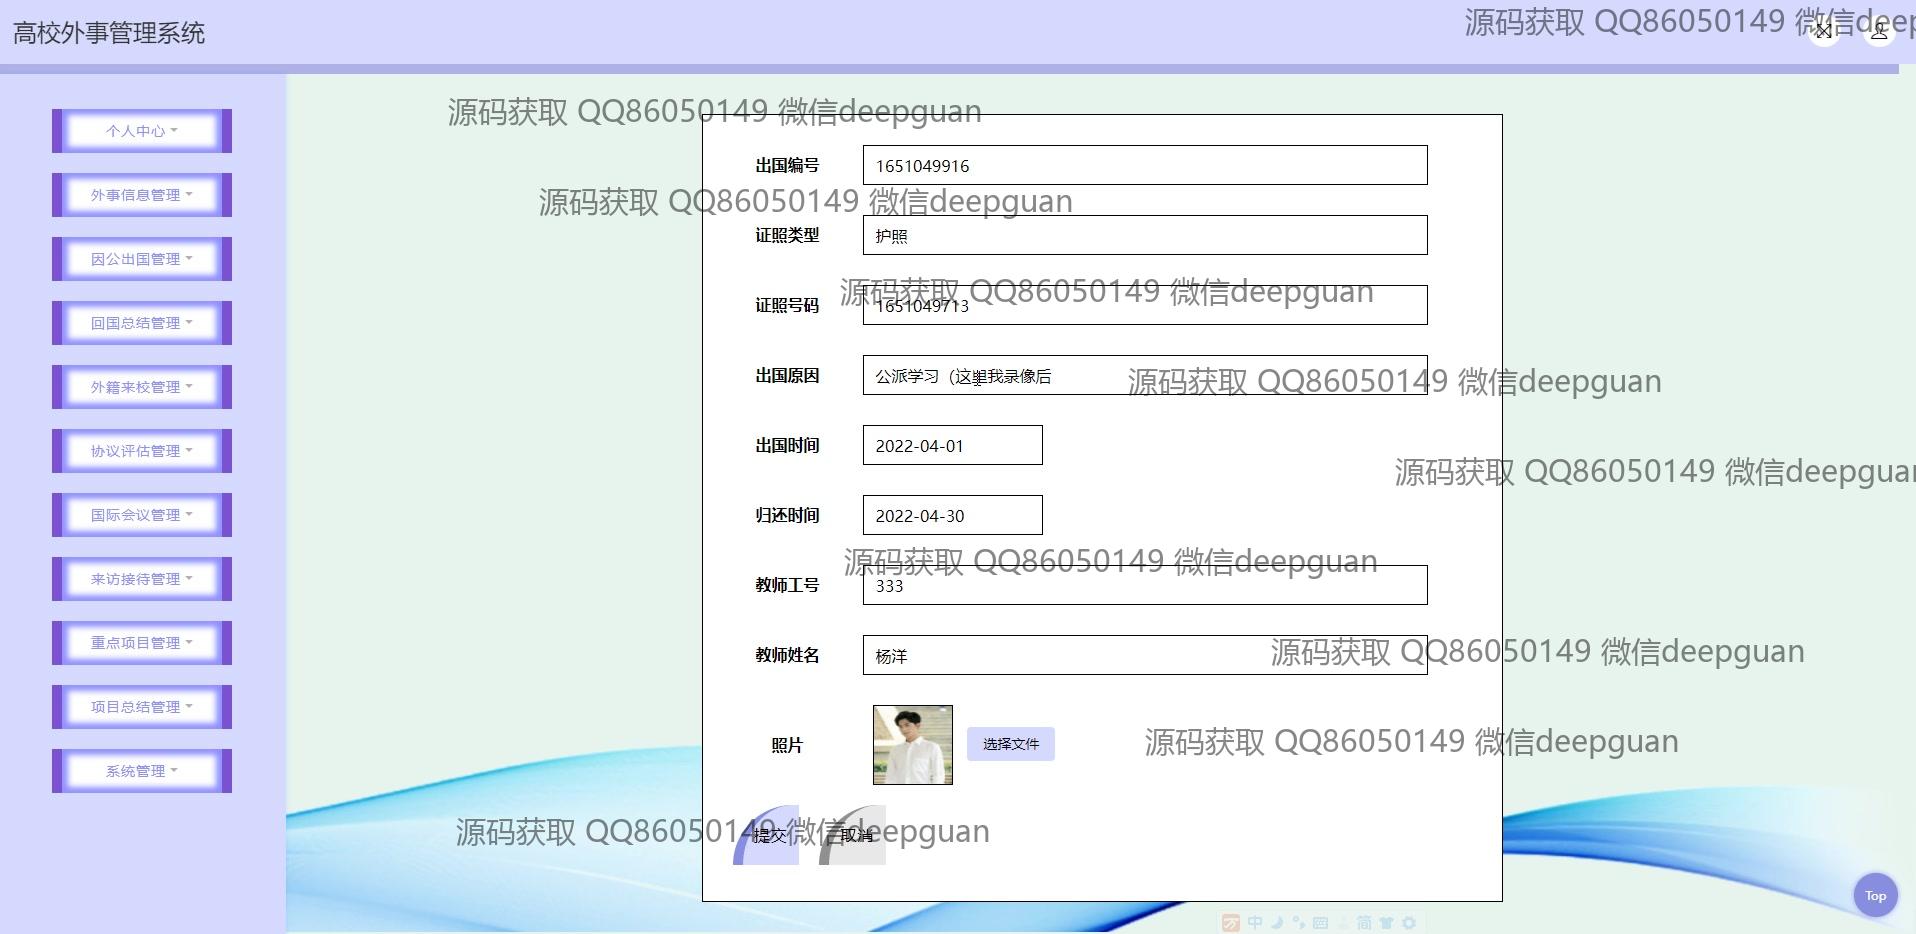 高校外事管理系统
源码获取 QQ86050149 微信deep
个人中心
外事信息管理
因公出国管理
回国总结管理
外籍来校管理
协议评估管理
国际会议管理
来访接待管理
重点项目管理
项目总结管理
系统管理
源码获取 QQ86050149 微信deepguan
出国编号 1651049916
源码获取 QQ86050149 微信deepguan
证照类型 护照
源码获取 QQ86050149 微信deepguan
证照号码 1651049713
出国原因 公派学习（这里我录像后
源码获取 QQ86050149 微信deepguan
出国时间 2022-04-01
源码获取 QQ86050149 微信deepguan
归还时间 2022-04-30
源码获取 QQ86050149 微信deepguan
教师工号 333
教师姓名 杨洋
源码获取 QQ86050149 微信deepguan
照片 选择文件
源码获取 QQ86050149 微信deepguan
源码获取 QQ86050149 微信deepguan
提交 取消
Top
中 简